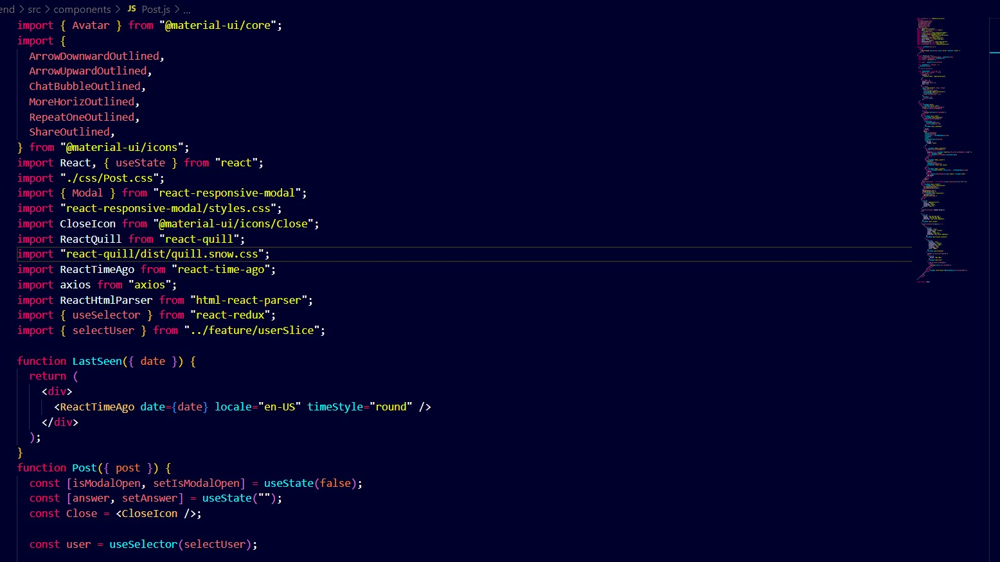 end > src > components > JS Post.js > ...
import { Avatar } from "@material-ui/core";
import {
  ArrowDownwardOutlined,
  ArrowUpwardOutlined,
  ChatBubbleOutlined,
  MoreHorizOutlined,
  RepeatOneOutlined,
  ShareOutlined,
} from "@material-ui/icons";
import React, { useState } from "react";
import "./css/Post.css";
import { Modal } from "react-responsive-modal";
import "react-responsive-modal/styles.css";
import CloseIcon from "@material-ui/icons/Close";
import ReactQuill from "react-quill";
import "react-quill/dist/quill.snow.css";
import ReactTimeAgo from "react-time-ago";
import axios from "axios";
import ReactHtmlParser from "html-react-parser";
import { useSelector } from "react-redux";
import { selectUser } from "../feature/userSlice";

function LastSeen({ date }) {
  return (
    <div>
      <ReactTimeAgo date={date} locale="en-US" timeStyle="round" />
    </div>
  );
}
function Post({ post }) {
  const [isModalOpen, setIsModalOpen] = useState(false);
  const [answer, setAnswer] = useState("");
  const Close = <CloseIcon />;

  const user = useSelector(selectUser);